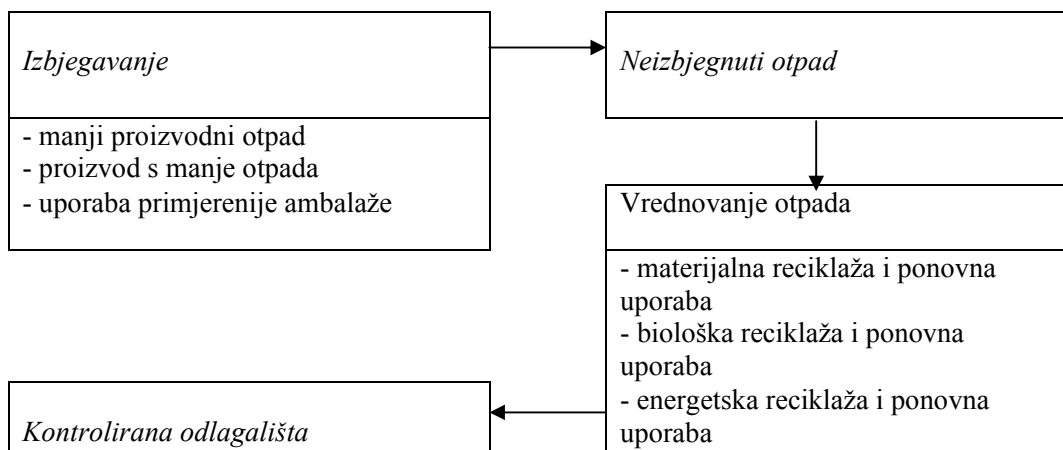 Izbjegavanje
- manji proizvodni otpad
- proizvod s manje otpada
- uporaba primjerenije ambalaže
Neizbjegnuti otpad
Vrednovanje otpada
- materijalna reciklaža i ponovna
uporaba
- biološka reciklaža i ponovna
uporaba
- energetska reciklaža i ponovna
uporaba
Kontrolirana odlagališta